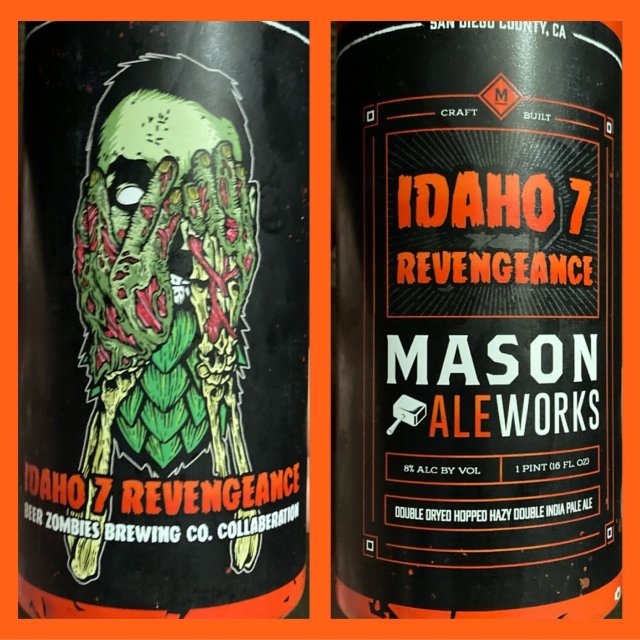 IDAHO 7 REVENGEANCE
BEER ZOMBIES BREWING CO. COLLABERATION
SAN DIEGO COUNTY, CA
M
CRAFT BUILT
IDAHO 7
REVENGEANCE
MASON
ALEWORKS
8% ALC BY VOL 1 PINT (16 FL. OZ)
DOUBLE DRYED HOPPED HAZY DOUBLE INDIA PALE ALE